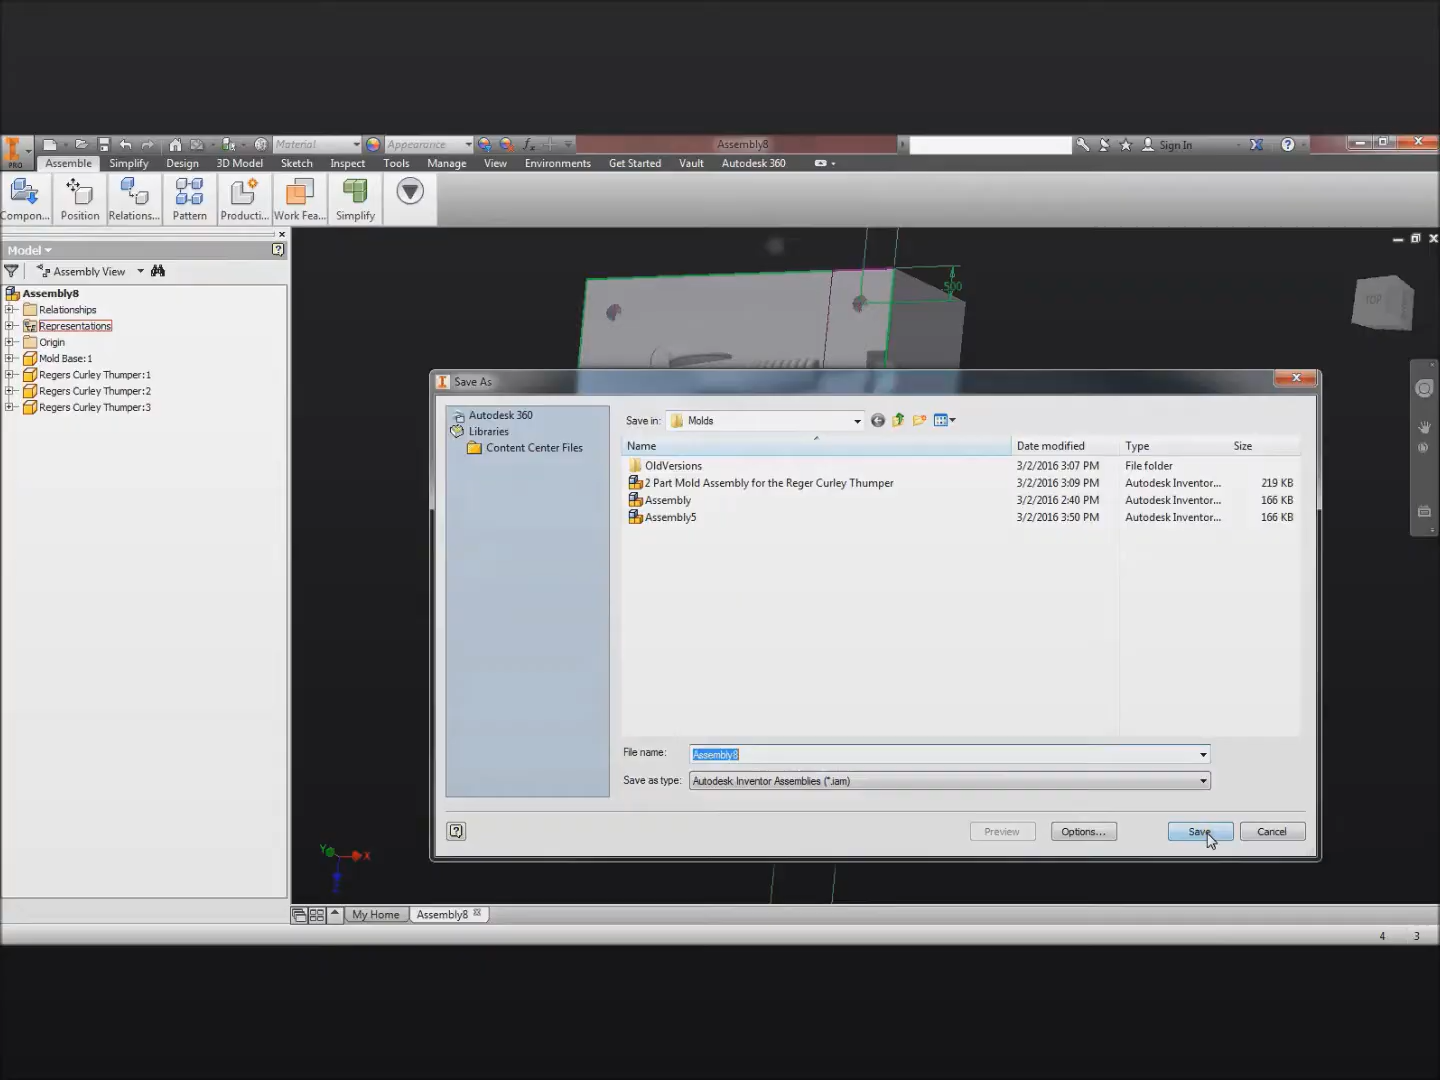 Material
Appearance
Assembly8
Sign In
PRO
Assemble
Simplify
Design
3D Model
Sketch
Inspect
Tools
Manage
View
Environments
Get Started
Vault
Autodesk 360
Compon...
Position
Relations...
Pattern
Producti...
Work Fea...
Simplify
Model
Assembly View
Assembly8
Relationships
Representations
Origin
Mold Base:1
Regers Curley Thumper:1
Regers Curley Thumper:2
Regers Curley Thumper:3
.500
TOP
Save As
Autodesk 360
Libraries
Content Center Files
Save in:
Molds
Name
Date modified
Type
Size
OldVersions
3/2/2016 3:07 PM
File folder
2 Part Mold Assembly for the Reger Curley Thumper
3/2/2016 3:09 PM
Autodesk Inventor...
219 KB
Assembly
3/2/2016 2:40 PM
Autodesk Inventor...
166 KB
Assembly5
3/2/2016 3:50 PM
Autodesk Inventor...
166 KB
File name:
Assembly8
Save as type:
Autodesk Inventor Assemblies (*.iam)
Preview
Options...
Save
Cancel
Y
X
Z
My Home
Assembly8
4
3